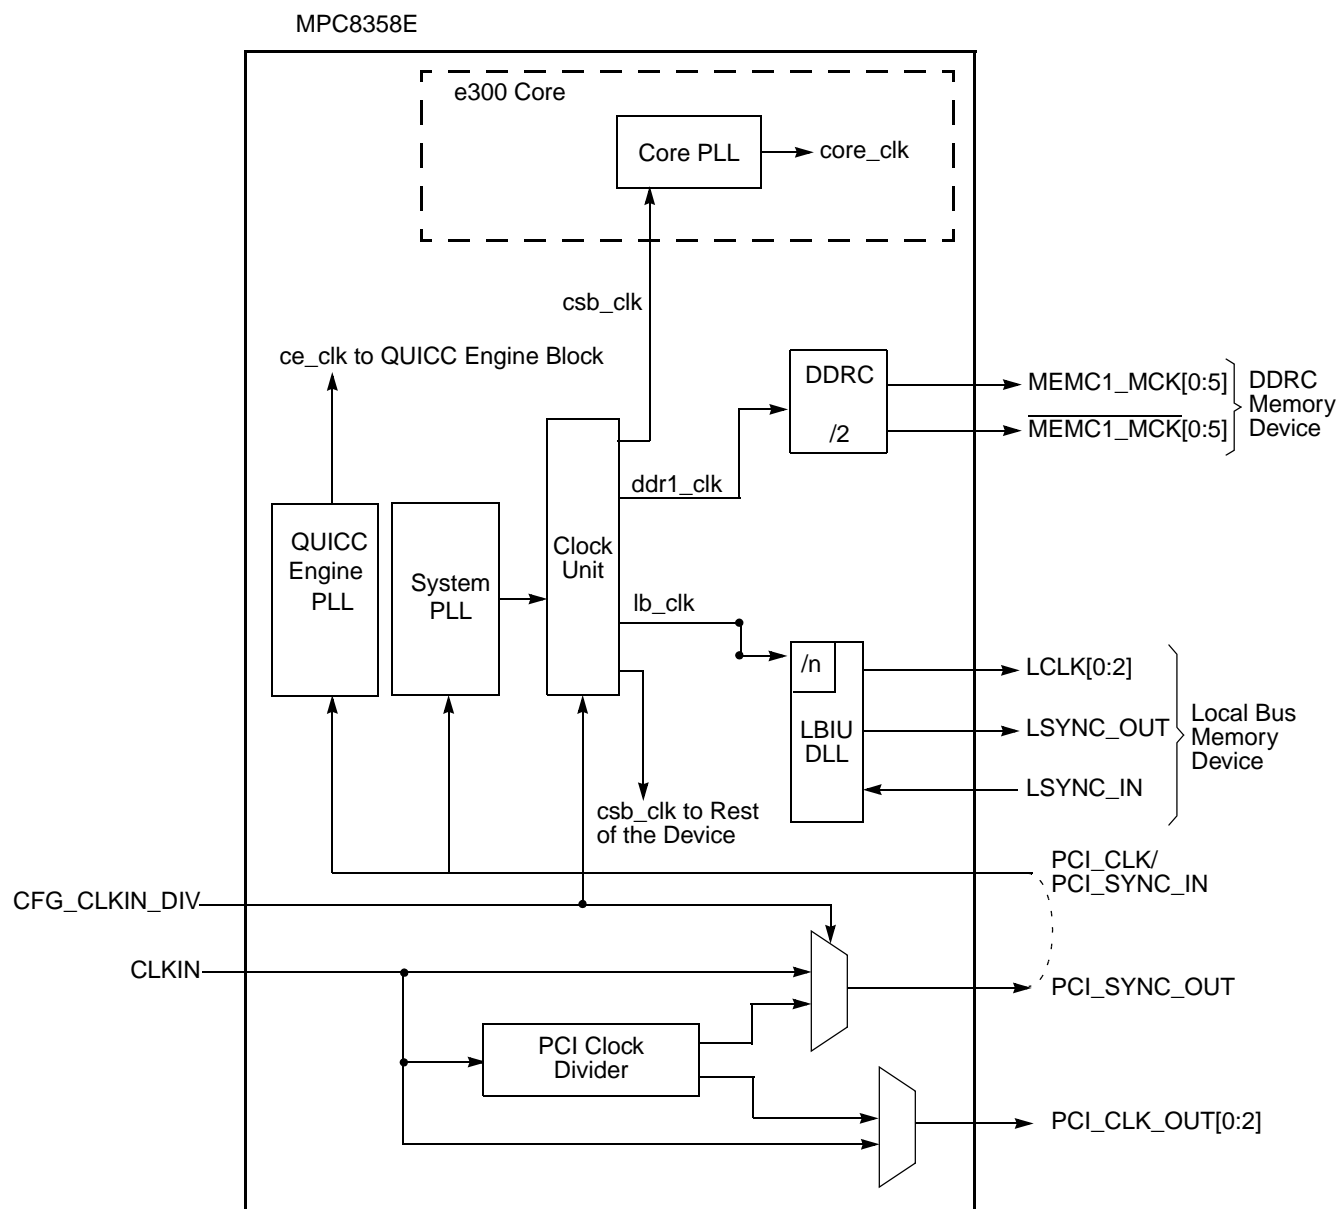 MPC8358E
e300 Core
Core PLL
core_clk
csb_clk
ce_clk to QUICC Engine Block
DDRC
/2
MEMC1_MCK[0:5]
MEMC1_MCK[0:5]
DDRC
Memory
Device
ddr1_clk
QUICC
Engine
PLL
System
PLL
Clock
Unit
lb_clk
/n
LBIU
DLL
LCLK[0:2]
LSYNC_OUT
LSYNC_IN
Local Bus
Memory
Device
csb_clk to Rest
of the Device
PCI_CLK/
PCI_SYNC_IN
CFG_CLKIN_DIV
CLKIN
PCI_SYNC_OUT
PCI Clock
Divider
PCI_CLK_OUT[0:2]